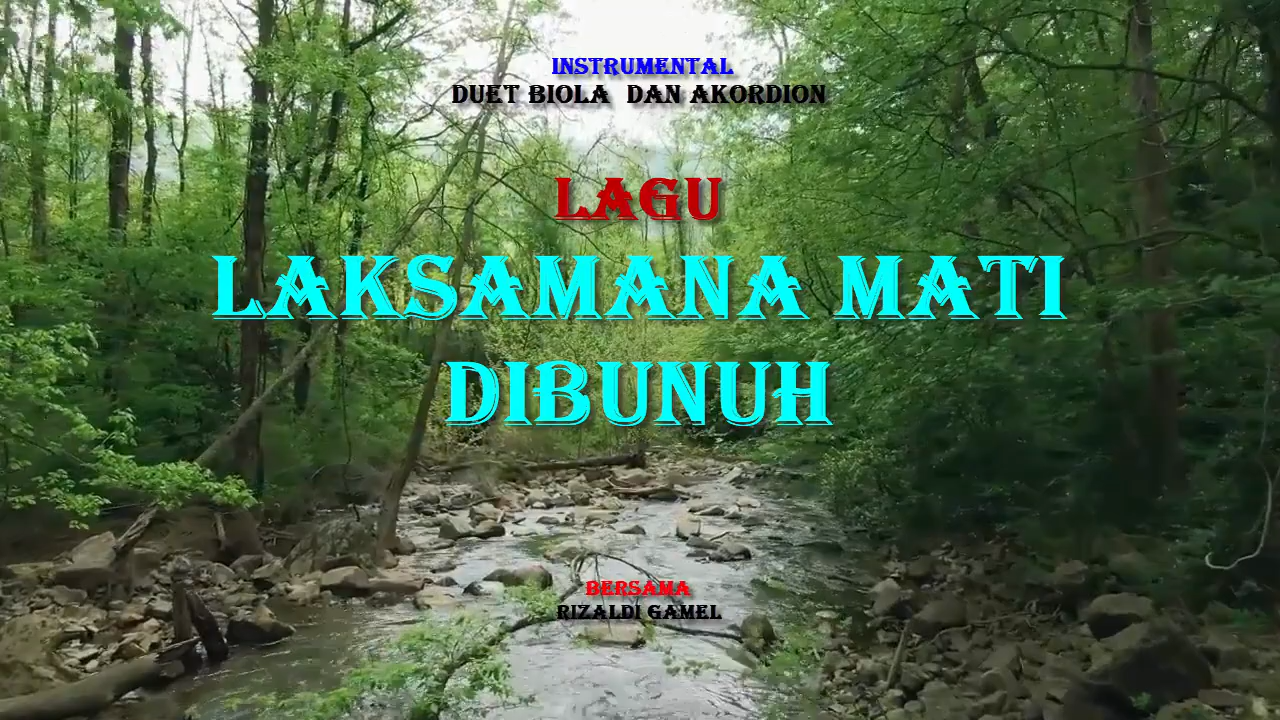 INSTRUMENTAL
DUET BIOLA DAN AKORDION
LAGU
LAKSAMANA MATI
DIBUNUH
BERSAMA
RIZALDI GAMEL